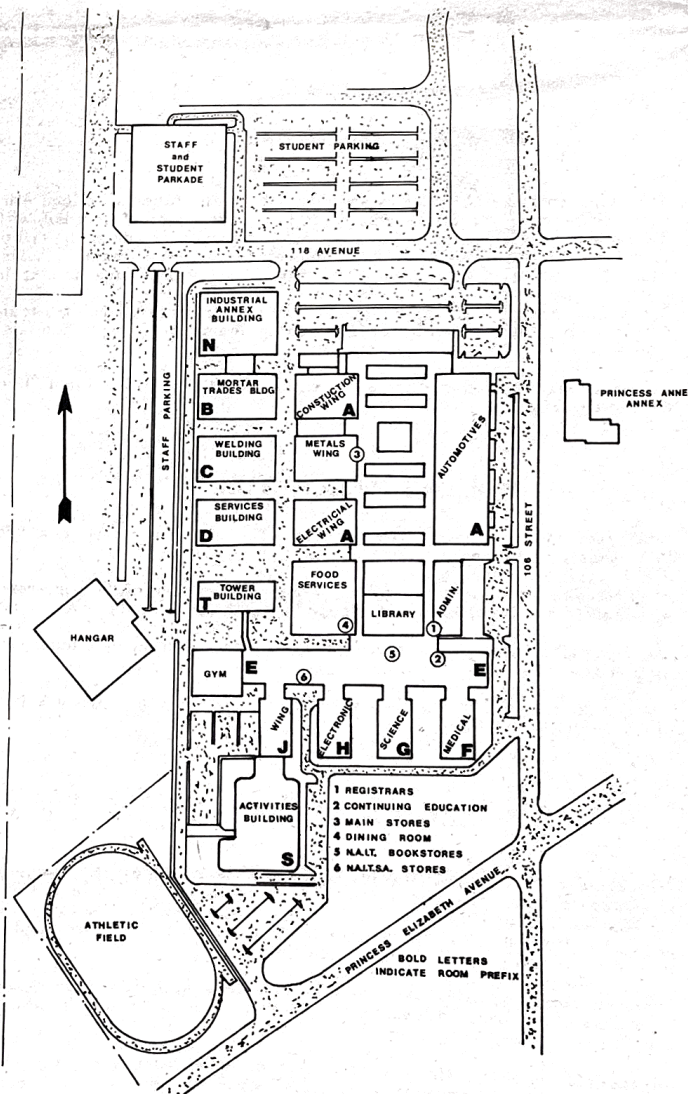 STAFF
and
STUDENT
PARKADE
STUDENT PARKING
118 AVENUE
INDUSTRIAL
ANNEX
BUILDING
N
MORTAR
TRADES BLDG
B
CONSTUCTION
WING
A
PRINCESS ANNE
ANNEX
STAFF PARKING
WELDING
BUILDING
C
METALS
WING
3
AUTOMOTIVES
A
SERVICES
BUILDING
D
ELECTRICIAL
WING
A
106 STREET
TOWER
BUILDING
T
FOOD
SERVICES
4
LIBRARY
ADMIN.
1
HANGAR
GYM
E
5
2
E
6
WING
J
ELECTRONIC
H
SCIENCE
G
MEDICAL
F
ACTIVITIES
BUILDING
S
1 REGISTRARS
2 CONTINUING EDUCATION
3 MAIN STORES
4 DINING ROOM
5 N.A.I.T. BOOKSTORES
6 N.A.I.T.S.A. STORES
ATHLETIC
FIELD
PRINCESS ELIZABETH AVENUE
BOLD LETTERS
INDICATE ROOM PREFIX